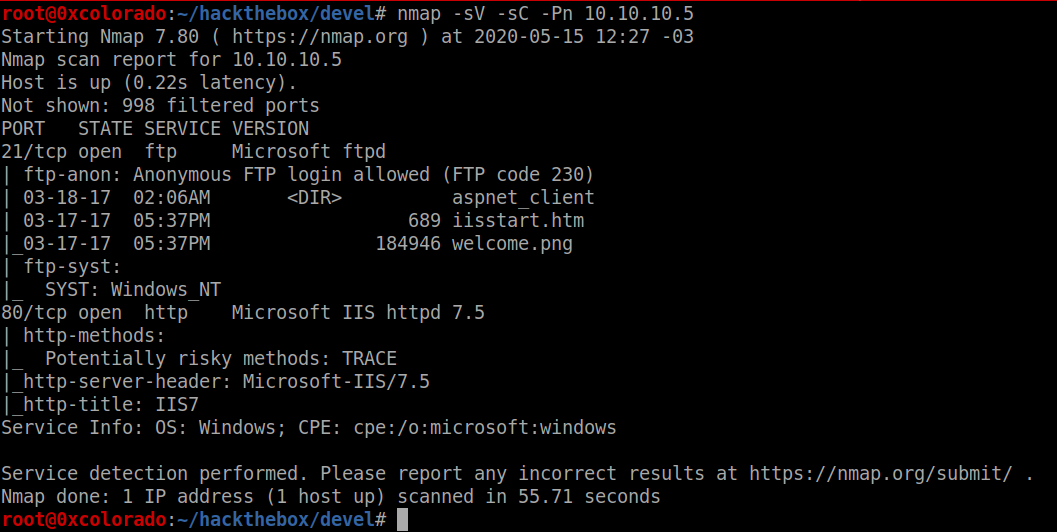 root@0xcolorado:~/hackthebox/devel# nmap -sV -sC -Pn 10.10.10.5
Starting Nmap 7.80 ( https://nmap.org ) at 2020-05-15 12:27 -03
Nmap scan report for 10.10.10.5
Host is up (0.22s latency).
Not shown: 998 filtered ports
PORT   STATE SERVICE VERSION
21/tcp open  ftp     Microsoft ftpd
| ftp-anon: Anonymous FTP login allowed (FTP code 230)
| 03-18-17  02:06AM       <DIR>          aspnet_client
| 03-17-17  05:37PM                  689 iisstart.htm
|_03-17-17  05:37PM               184946 welcome.png
| ftp-syst:
|_  SYST: Windows_NT
80/tcp open  http    Microsoft IIS httpd 7.5
| http-methods:
|_  Potentially risky methods: TRACE
|_http-server-header: Microsoft-IIS/7.5
|_http-title: IIS7
Service Info: OS: Windows; CPE: cpe:/o:microsoft:windows

Service detection performed. Please report any incorrect results at https://nmap.org/submit/ .
Nmap done: 1 IP address (1 host up) scanned in 55.71 seconds
root@0xcolorado:~/hackthebox/devel#